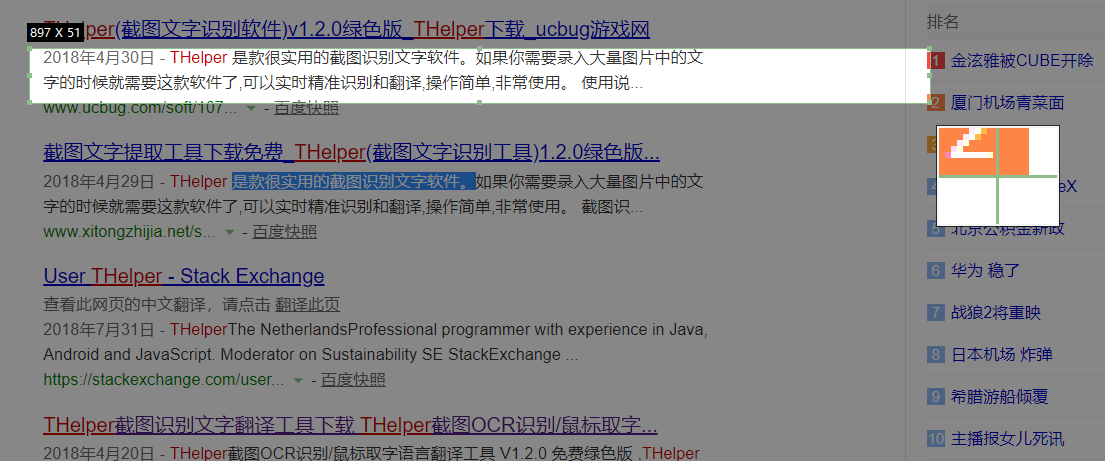 THelper(截图文字识别软件)v1.2.0绿色版_THelper下载_ucbug游戏网
897 X 51
2018年4月30日 - THelper 是款很实用的截图识别文字软件。如果你需要录入大量图片中的文
字的时候就需要这款软件了,可以实时精准识别和翻译,操作简单,非常使用。 使用说...
www.ucbug.com/soft/107... - 百度快照
截图文字提取工具下载免费_THelper(截图文字识别工具)1.2.0绿色版...
2018年4月29日 - THelper 是款很实用的截图识别文字软件。如果你需要录入大量图片中的文
字的时候就需要这款软件了,可以实时精准识别和翻译,操作简单,非常使用。 截图识...
www.xitongzhijia.net/s... - 百度快照
User THelper - Stack Exchange
查看此网页的中文翻译，请点击 翻译此页
2018年7月31日 - THelperThe NetherlandsProfessional programmer with experience in Java,
Android and JavaScript. Moderator on Sustainability SE StackExchange ...
https://stackexchange.com/user... - 百度快照
THelper截图识别文字翻译工具下载 THelper截图OCR识别/鼠标取字...
2018年4月20日 - THelper截图OCR识别/鼠标取字语言翻译工具 V1.2.0 免费绿色版 ,THelper
排名
1 金泫雅被CUBE开除
2 厦门机场青菜面
3
4 eX
5 北京公积金新政
6 华为 稳了
7 战狼2将重映
8 日本机场 炸弹
9 希腊游船倾覆
10 主播报女儿死讯